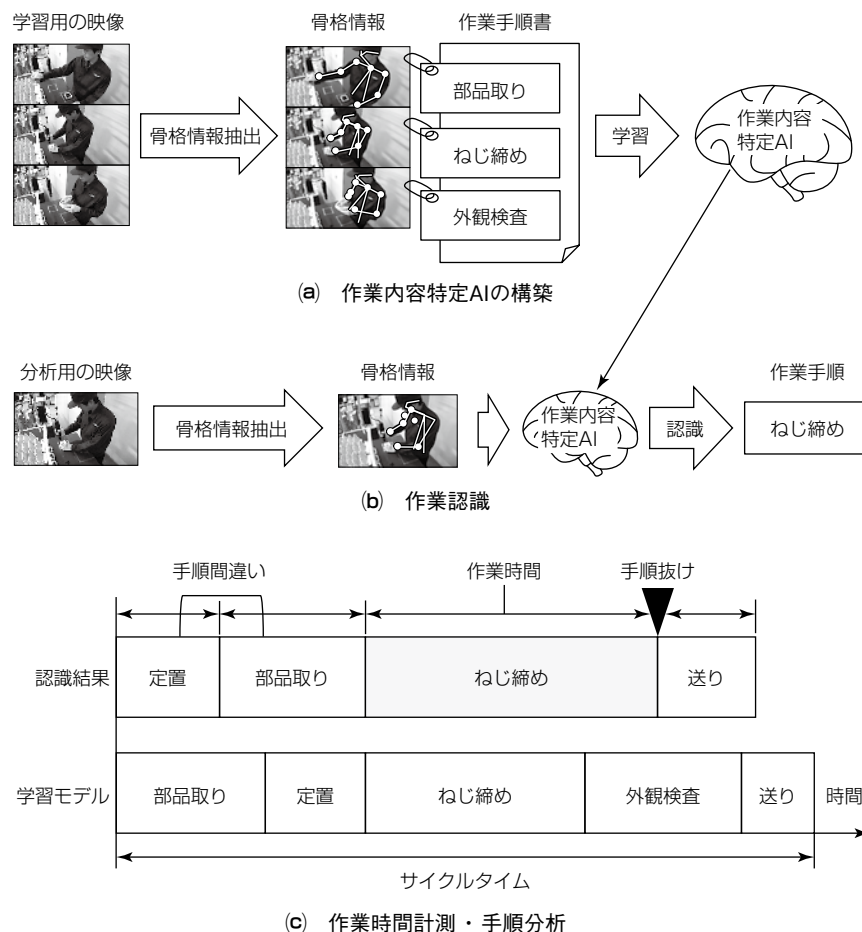 学習用の映像
骨格情報
作業手順書
骨格情報抽出
部品取り
ねじ締め
外観検査
学習
作業内容
特定AI
(a) 作業内容特定AIの構築
分析用の映像
骨格情報
作業手順
骨格情報抽出
作業内容
特定AI
認識
ねじ締め
(b) 作業認識
手順間違い
作業時間
手順抜け
認識結果
定置
部品取り
ねじ締め
送り
学習モデル
部品取り
定置
ねじ締め
外観検査
送り
時間
サイクルタイム
(c) 作業時間計測・手順分析